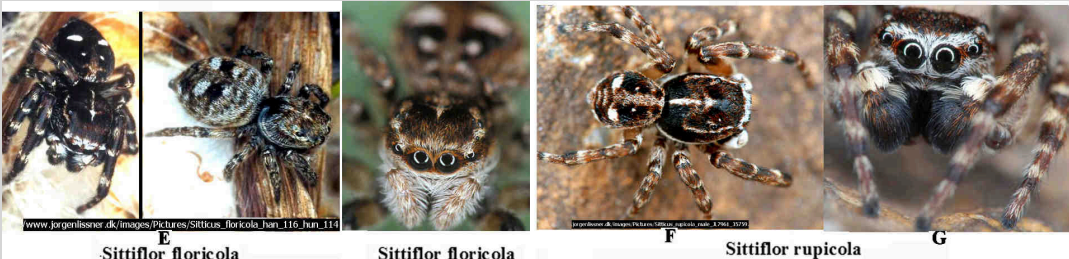 /www.jorgenlissner.dk/images/Pictures/Sitticus_floricola_han_116_hun_114
E
Sittiflor floricola
Sittiflor floricola
F
G
Sittiflor rupicola